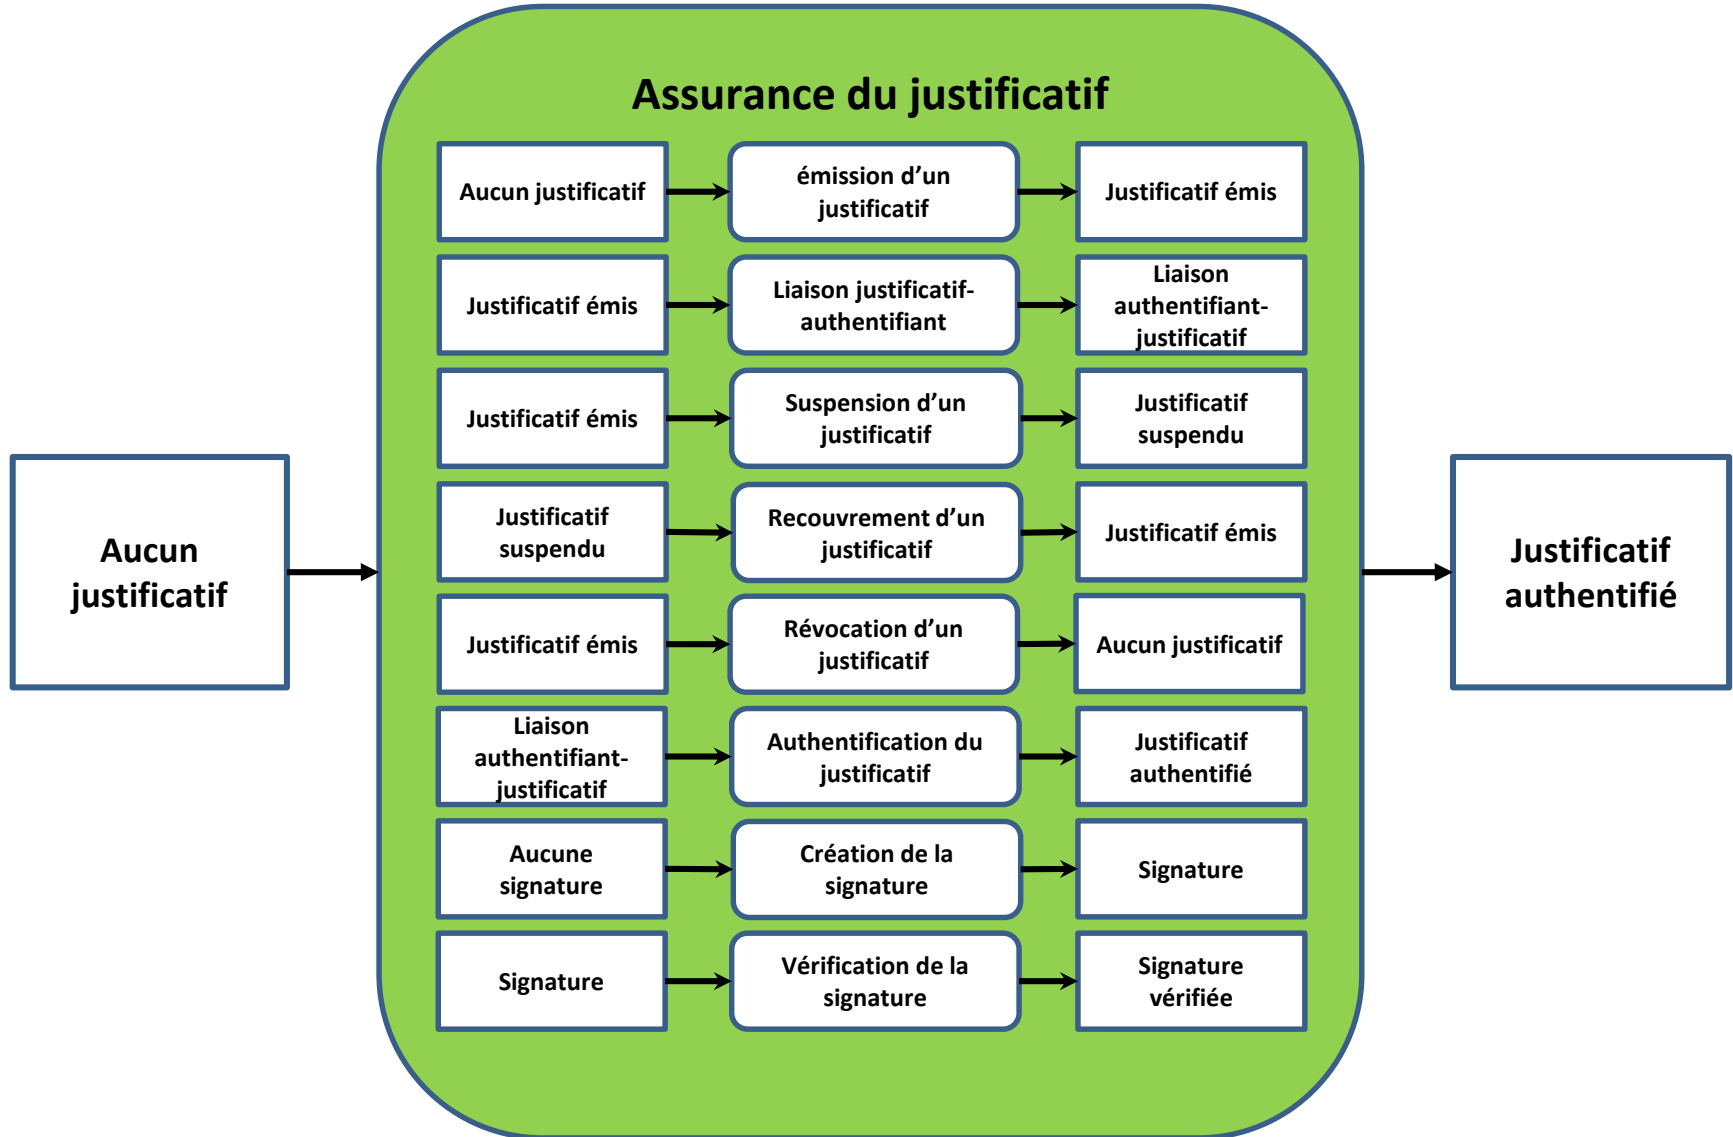 Assurance du justificatif
Aucun justificatif
émission d'un
justificatif
Justificatif émis
Justificatif émis
Liaison justificatif-
authentifiant
Liaison
authentifiant-
justificatif
Justificatif émis
Suspension d'un
justificatif
Justificatif
suspendu
Justificatif
suspendu
Recouvrement d'un
justificatif
Justificatif émis
Justificatif émis
Révocation d'un
justificatif
Aucun justificatif
Liaison
authentifiant-
justificatif
Authentification du
justificatif
Justificatif
authentifié
Aucune
signature
Création de la
signature
Signature
Signature
Vérification de la
signature
Signature
vérifiée
Aucun
justificatif
Justificatif
authentifié